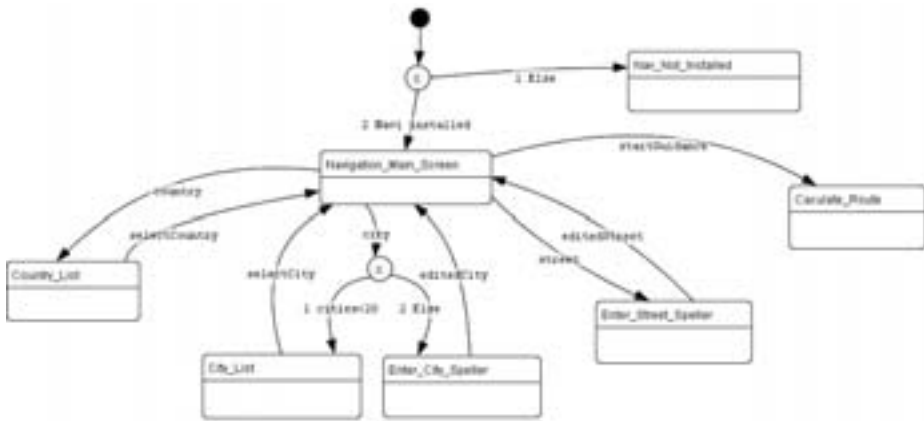 c
1 Else
Nav_Not_Installed
2 Navi installed
Navigation_Main_Screen
startGuidance
country
Calculate_Route
selectCountry
city
street
Country_List
selectCity
c
editedCity
1 cities<20
2 Else
Enter_Street_Speller
City_List
Enter_City_Speller